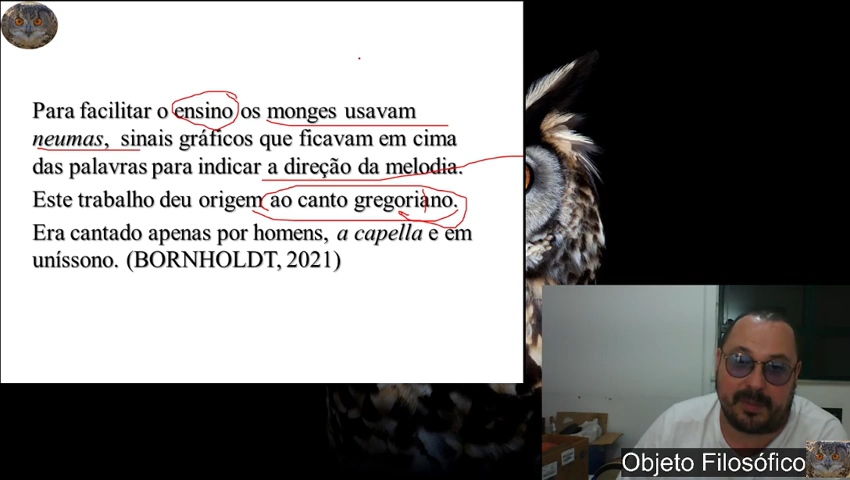 Para facilitar o ensino os monges usavam
neumas, sinais gráficos que ficavam em cima
das palavras para indicar a direção da melodia.
Este trabalho deu origem ao canto gregoriano.
Era cantado apenas por homens, a capella e em
uníssono. (BORNHOLDT, 2021)
Objeto Filosófico